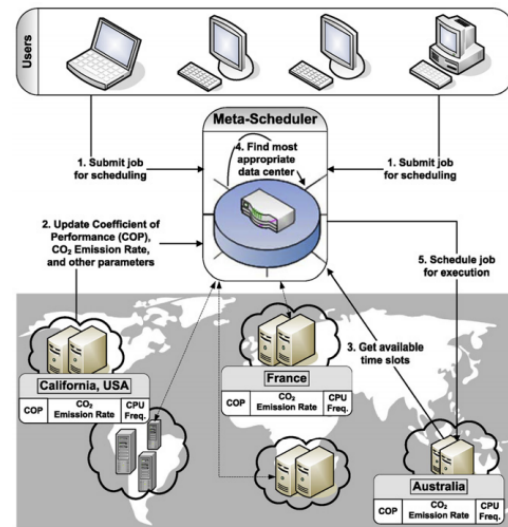 Users
Meta-Scheduler
4. Find most
appropriate
data center
1. Submit job
for scheduling
1. Submit job
for scheduling
2. Update Coefficient of
Performance (COP),
CO₂ Emission Rate,
and other parameters
5. Schedule job
for execution
3. Get available
time slots
California, USA
COP
CO₂
Emission Rate
CPU
Freq.
France
COP
CO₂
Emission Rate
CPU
Freq.
Australia
COP
CO₂
Emission Rate
CPU
Freq.